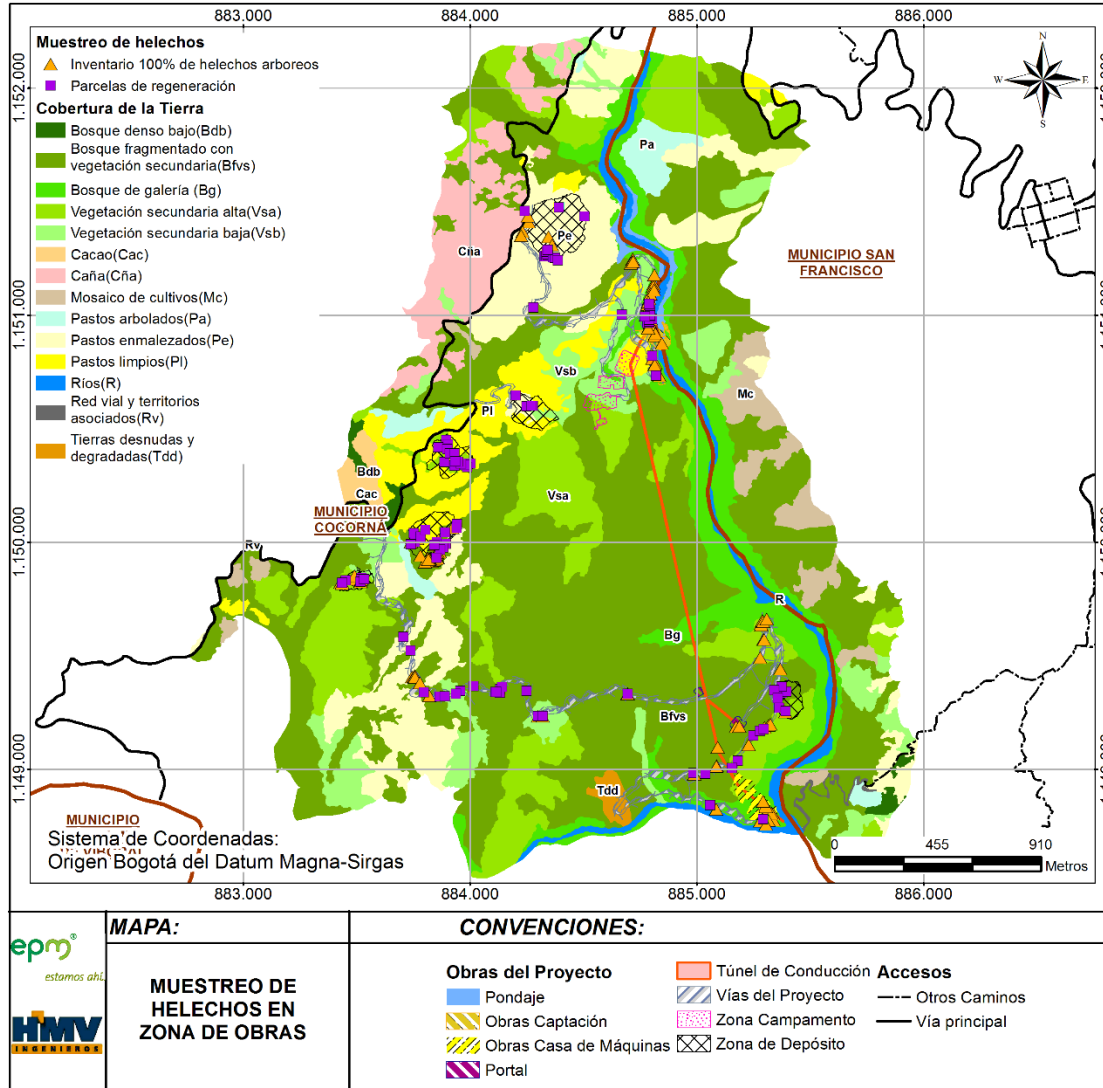 883.000
884.000
885.000
886.000
Muestreo de helechos
Inventario 100% de helechos arboreos
Parcelas de regeneración
Cobertura de la Tierra
Bosque denso bajo(Bdb)
Bosque fragmentado con
vegetación secundaria(Bfvs)
Bosque de galería (Bg)
Vegetación secundaria alta(Vsa)
Vegetación secundaria baja(Vsb)
Cacao(Cac)
Caña(Cña)
Mosaico de cultivos(Mc)
Pastos arbolados(Pa)
Pastos enmalezados(Pe)
Pastos limpios(Pl)
Ríos(R)
Red vial y territorios
asociados(Rv)
Tierras desnudas y
degradadas(Tdd)
N
W
E
S
1.152.000
1.151.000
1.150.000
1.149.000
Pa
Pe
Cña
MUNICIPIO SAN
FRANCISCO
Vsb
Mc
Pl
Bdb
Vsa
Cac
MUNICIPIO
COCORNÁ
Rv
R
Bg
Bfvs
Tdd
MUNICIPIO
Sistema de Coordenadas:
Origen Bogotá del Datum Magna-Sirgas
0
455
910
Metros
883.000
884.000
885.000
886.000
epm®
estamos ahí.
HMV
INGENIEROS
MAPA:
MUESTREO DE
HELECHOS EN
ZONA DE OBRAS
CONVENCIONES:
Obras del Proyecto
Pondaje
Obras Captación
Obras Casa de Máquinas
Portal
Túnel de Conducción
Vías del Proyecto
Zona Campamento
Zona de Depósito
Accesos
Otros Caminos
Vía principal